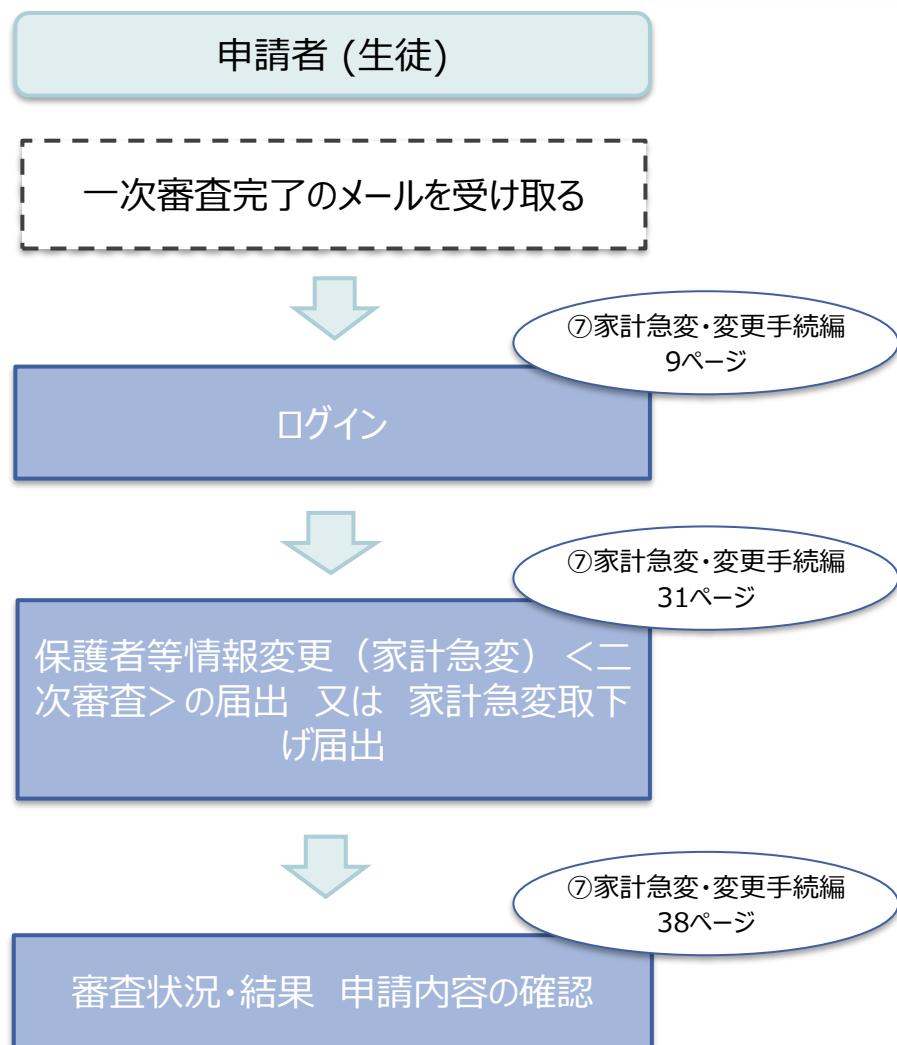 申請者 (生徒)
一次審査完了のメールを受け取る
⑦家計急変・変更手続編
9ページ
ログイン
⑦家計急変・変更手続編
31ページ
保護者等情報変更（家計急変）＜二
次審査＞の届出　又は　家計急変取下
げ届出
⑦家計急変・変更手続編
38ページ
審査状況・結果　申請内容の確認